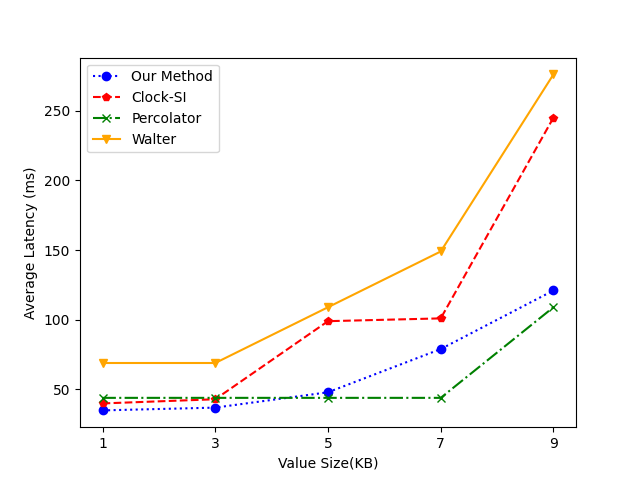 Our Method
Clock-SI
Percolator
Walter
250
200
150
100
50
Average Latency (ms)
1 3 5 7 9
Value Size(KB)